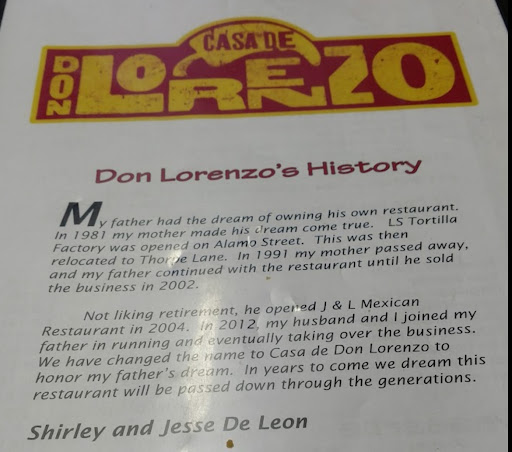 CASA DE
DON LORENZO
Don Lorenzo's History
My father had the dream of owning his own restaurant.
In 1981 my mother made his dream come true. LS Tortilla
Factory was opened on Alamo Street. This was then
relocated to Thorpe Lane. In 1991 my mother passed away,
and my father continued with the restaurant until he sold
the business in 2002.
Not liking retirement, he opened J & L Mexican
Restaurant in 2004. In 2012, my husband and I joined my
father in running and eventually taking over the business.
We have changed the name to Casa de Don Lorenzo to
honor my father's dream. In years to come we dream this
restaurant will be passed down through the generations.
Shirley and Jesse De Leon